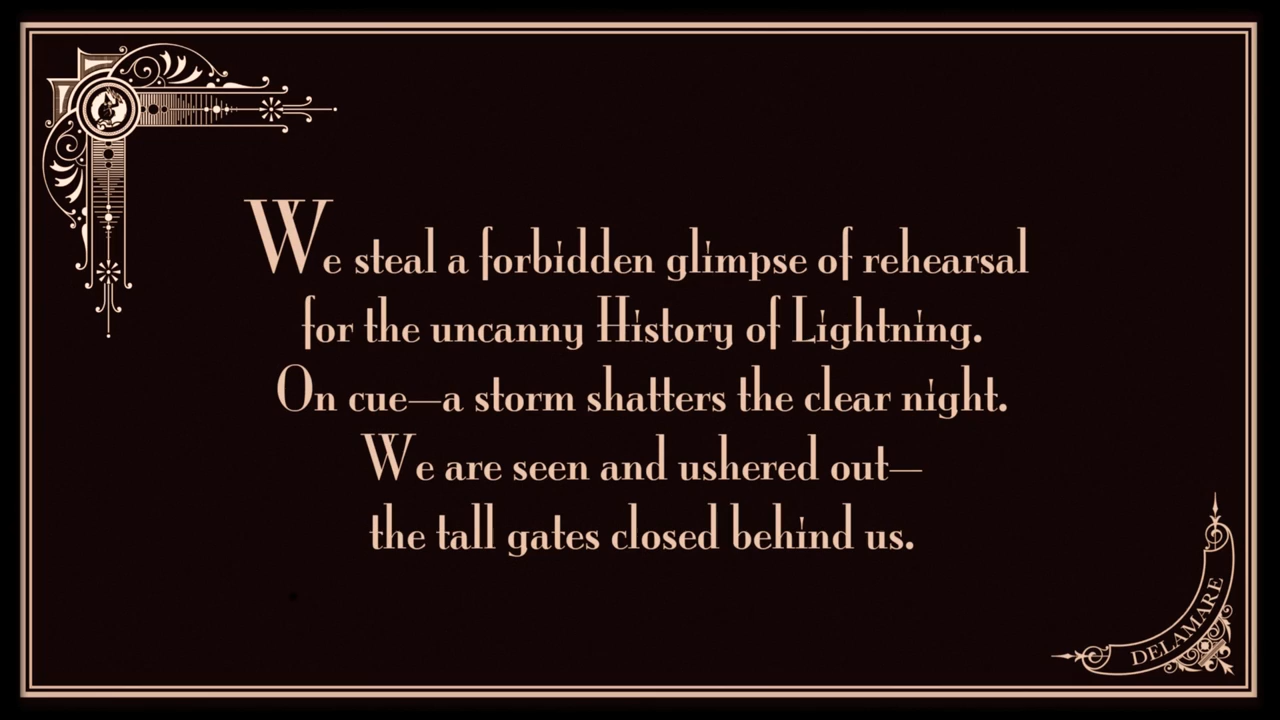 We steal a forbidden glimpse of rehearsal
for the uncanny History of Lightning.
On cue—a storm shatters the clear night.
We are seen and ushered out—
the tall gates closed behind us.
DELAMARE